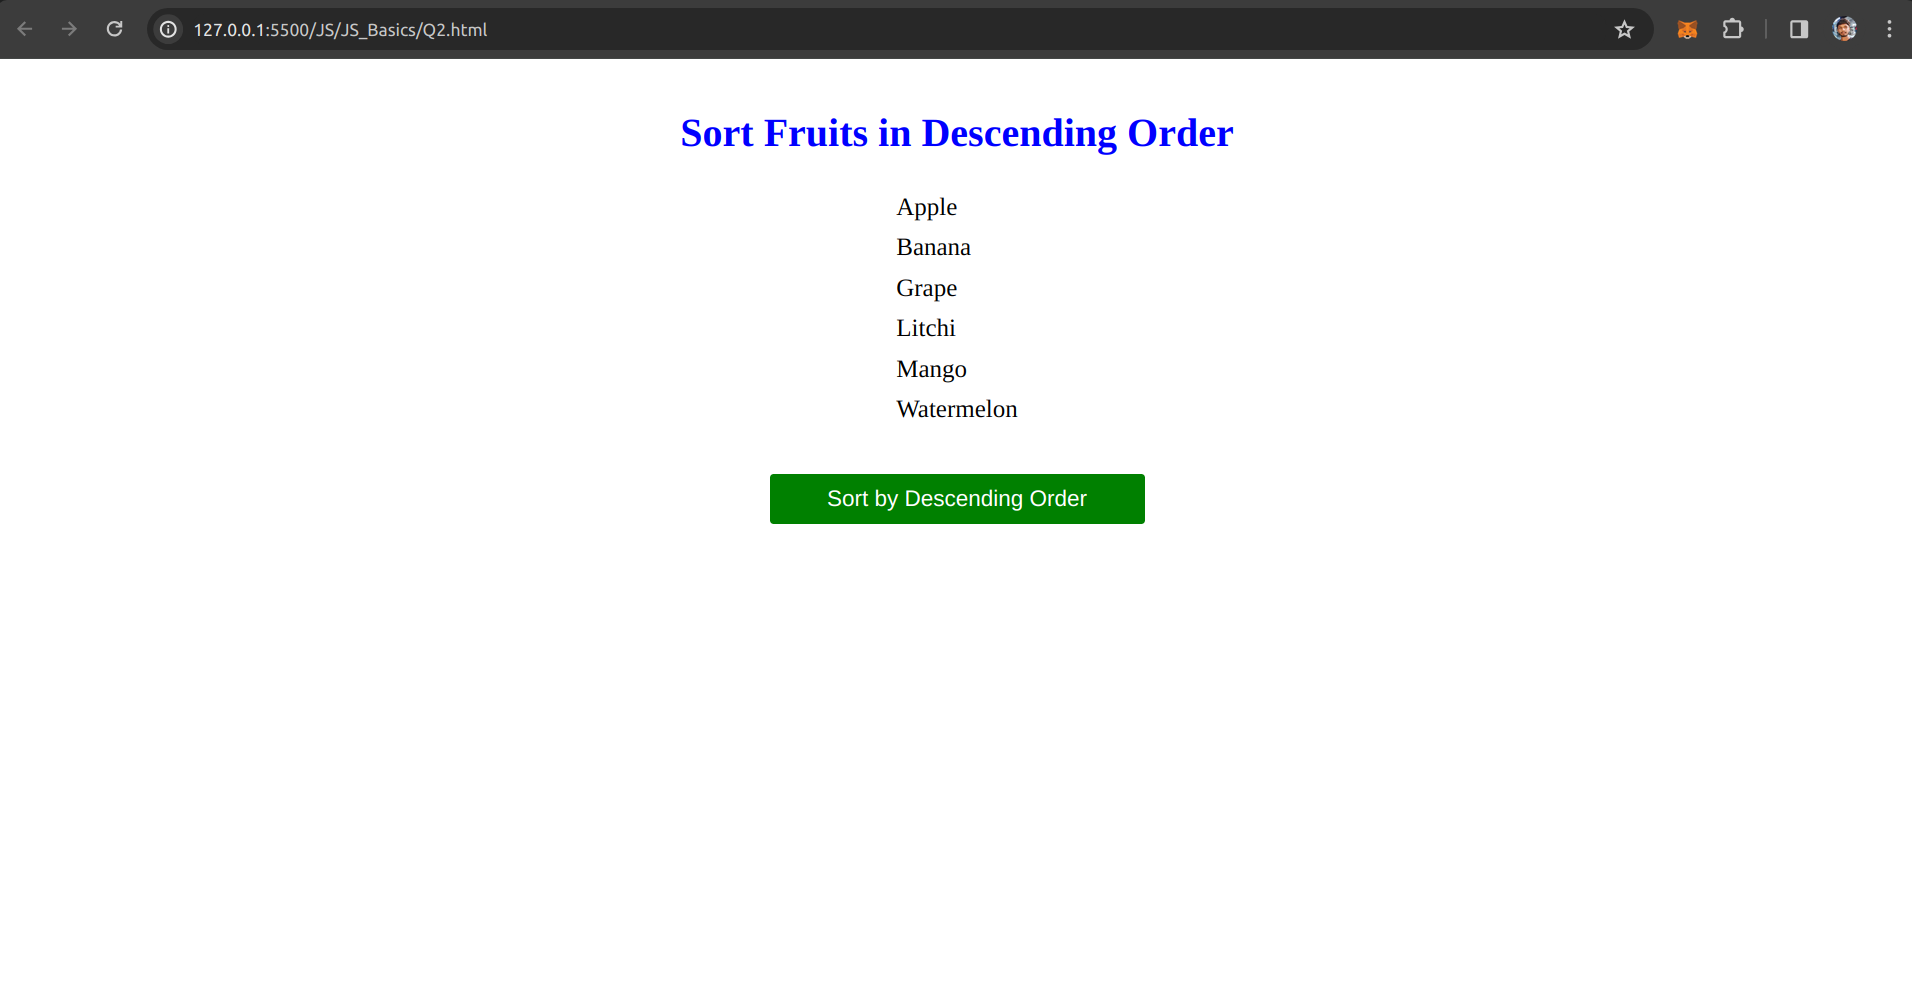 127.0.0.1:5500/JS/JS_Basics/Q2.html
Sort Fruits in Descending Order
Apple
Banana
Grape
Litchi
Mango
Watermelon
Sort by Descending Order